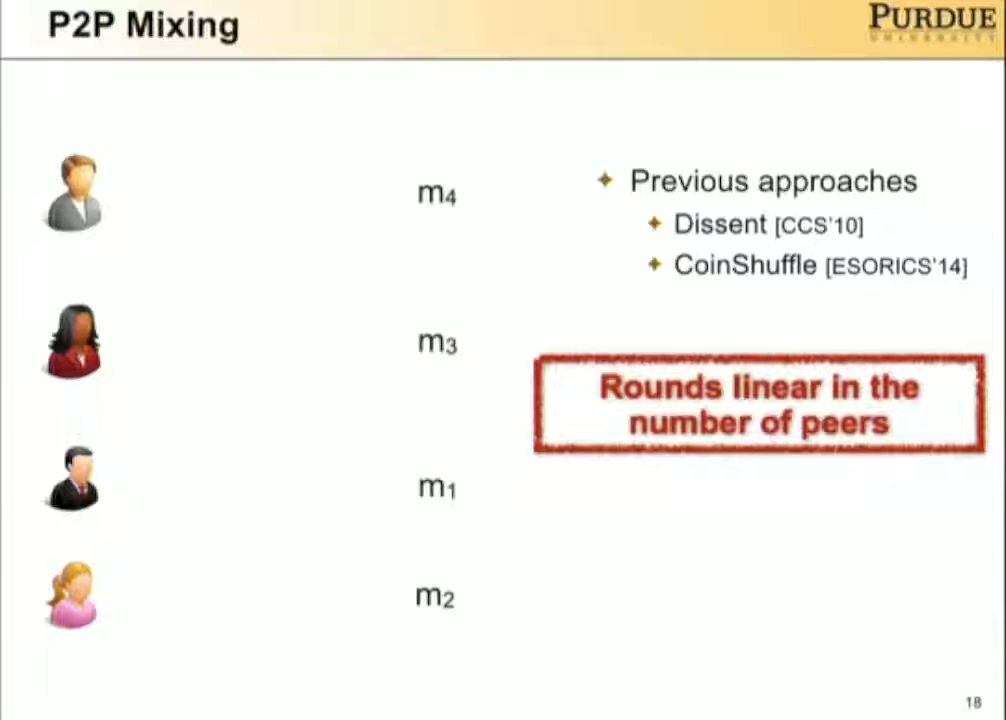 P2P Mixing
PURDUE
UNIVERSITY
m4
m3
m1
m2
✦ Previous approaches
✦ Dissent [CCS'10]
✦ CoinShuffle [ESORICS'14]
Rounds linear in the
number of peers
18